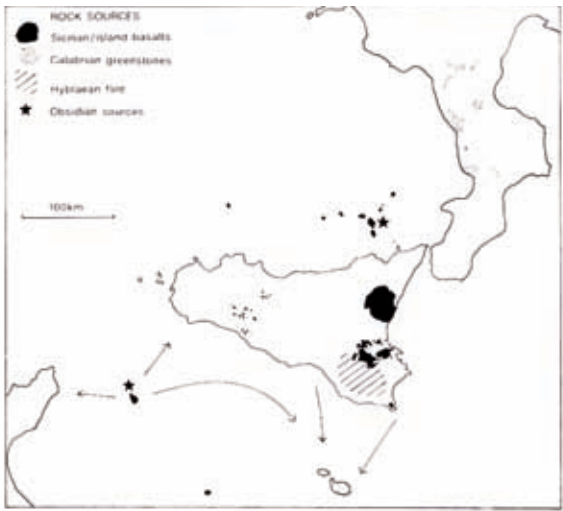 ROCK SOURCES
Sicilian/island basalts
Calabrian greenstones
Hyblaean flint
Obsidian sources
100km